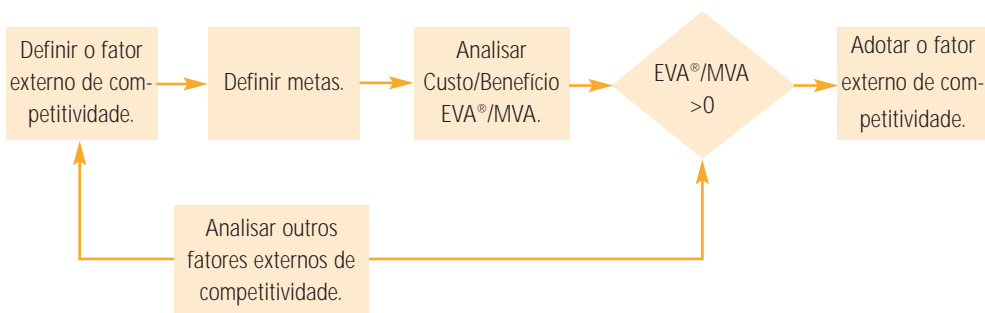 Definir o fator
externo de com-
petitividade.
Definir metas.
Analisar
Custo/Benefício
EVA®/MVA.
EVA®/MVA
>0
Adotar o fator
externo de com-
petitividade.
Analisar outros
fatores externos de
competitividade.